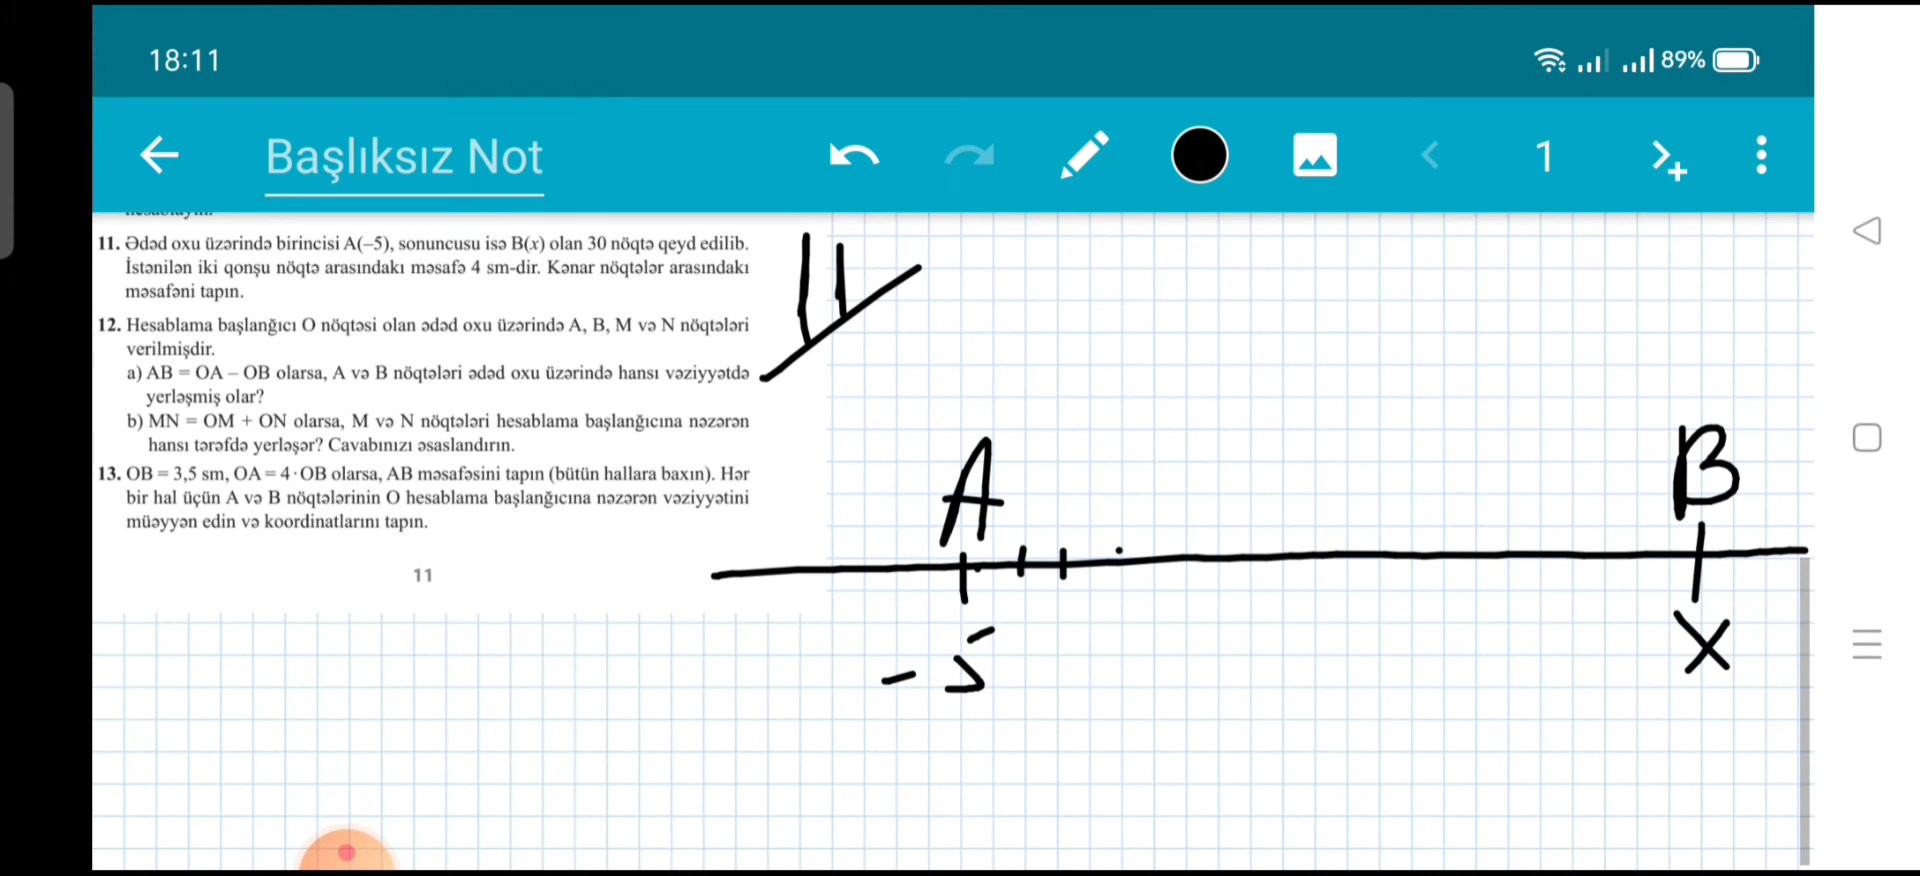 18:11
89%
Başlıksız Not
1
11. Ədəd oxu üzərində birincisi A(–5), sonuncusu isə B(x) olan 30 nöqtə qeyd edilib.
İstənilən iki qonşu nöqtə arasındakı məsafə 4 sm-dir. Kənar nöqtələr arasındakı
məsafəni tapın.
12. Hesablama başlanğıcı O nöqtəsi olan ədəd oxu üzərində A, B, M və N nöqtələri
verilmişdir.
a) AB = OA – OB olarsa, A və B nöqtələri ədəd oxu üzərində hansı vəziyyətdə
yerləşmiş olar?
b) MN = OM + ON olarsa, M və N nöqtələri hesablama başlanğıcına nəzərən
hansı tərəfdə yerləşər? Cavabınızı əsaslandırın.
13. OB = 3,5 sm, OA = 4 · OB olarsa, AB məsafəsini tapın (bütün hallara baxın). Hər
bir hal üçün A və B nöqtələrinin O hesablama başlanğıcına nəzərən vəziyyətini
müəyyən edin və koordinatlarını tapın.
11
11
A B
-5 x